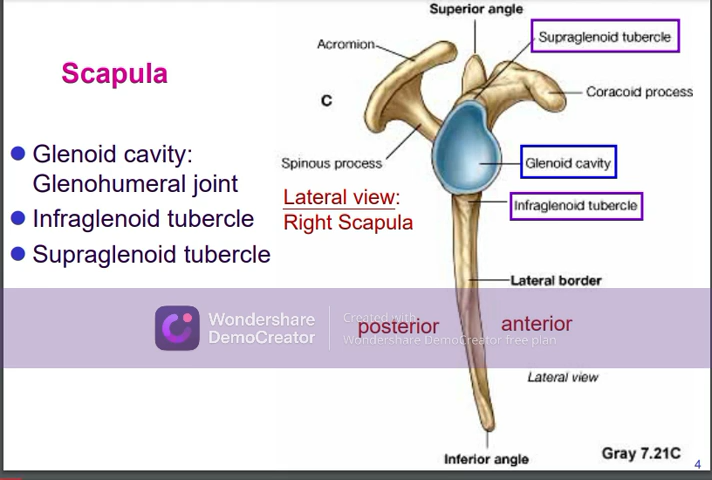 Superior angle
Supraglenoid tubercle
Acromion
Scapula
C
Coracoid process
Glenoid cavity:
Glenohumeral joint
Spinous process
Glenoid cavity
Lateral view:
Right Scapula
Infraglenoid tubercle
Infraglenoid tubercle
Supraglenoid tubercle
Lateral border
Wondershare
DemoCreator
Created with
Wondershare DemoCreator free plan
posterior
anterior
Lateral view
Inferior angle
Gray 7.21C
4